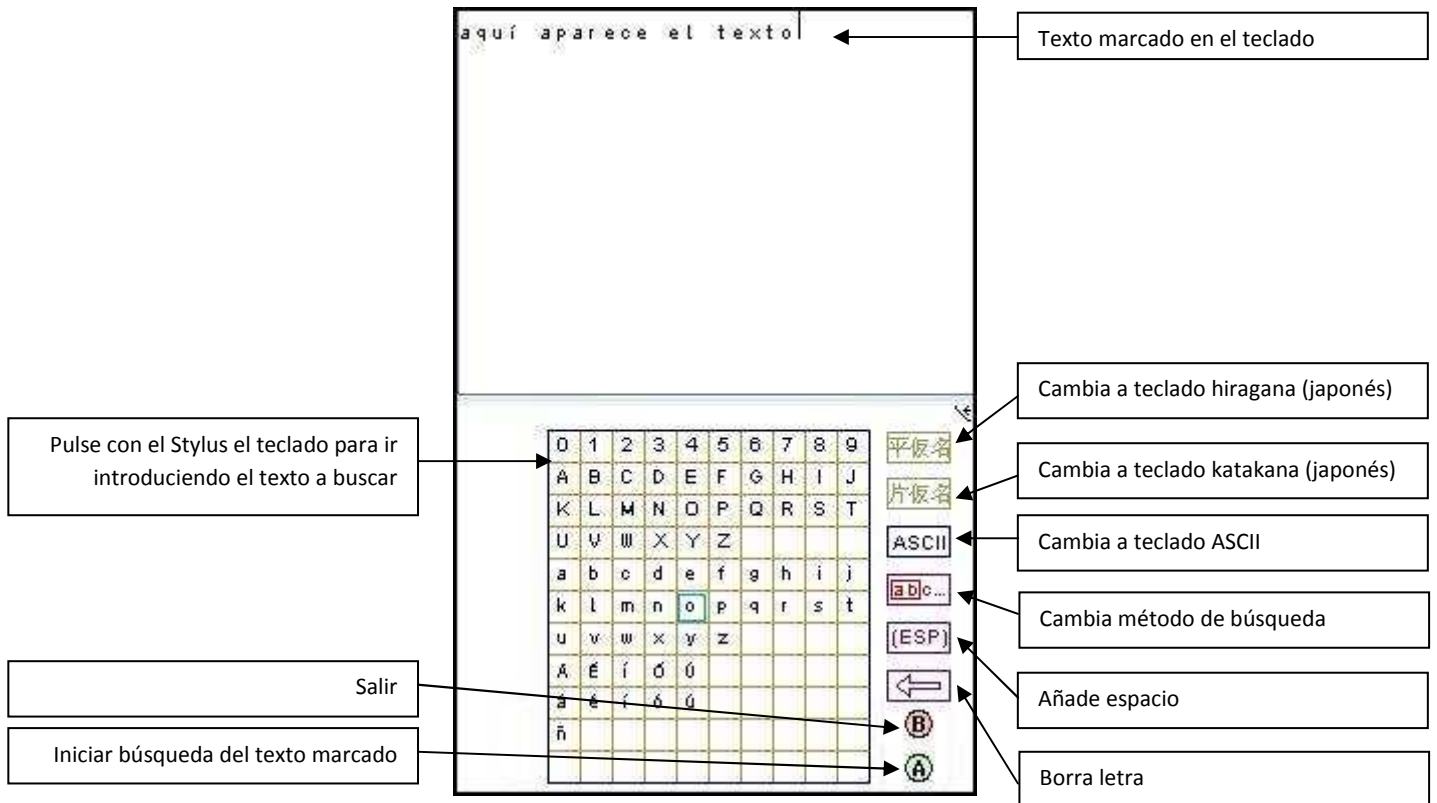 aquí aparece el texto
Texto marcado en el teclado
Cambia a teclado hiragana (japonés)
Pulse con el Stylus el teclado para ir
introduciendo el texto a buscar
0 1 2 3 4 5 6 7 8 9
A B C D E F G H I J
K L M N O P Q R S T
U V W X Y Z
a b c d e f g h i j
k l m n o p q r s t
u v w x y z
Á É Í Ó Ú
á é í ó ú
ñ
平仮名
片仮名
ASCII
abc...
(ESP)
B
A
Cambia a teclado katakana (japonés)
Cambia a teclado ASCII
Cambia método de búsqueda
Añade espacio
Borra letra
Salir
Iniciar búsqueda del texto marcado